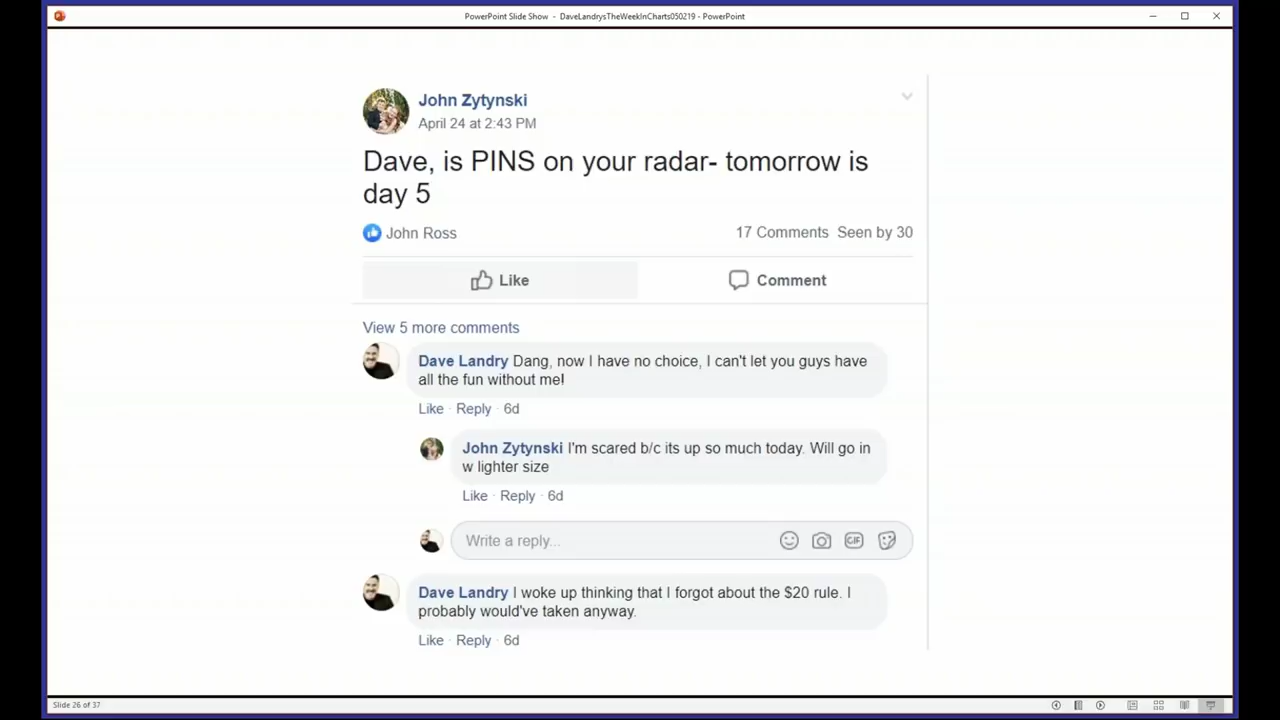 PowerPoint Slide Show - DaveLandrysTheWeekInCharts050219 - PowerPoint
John Zytynski
April 24 at 2:43 PM
Dave, is PINS on your radar- tomorrow is
day 5
John Ross
17 Comments Seen by 30
Like
Comment
View 5 more comments
Dave Landry Dang, now I have no choice, I can't let you guys have
all the fun without me!
Like · Reply · 6d
John Zytynski I'm scared b/c its up so much today. Will go in
w lighter size
Like · Reply · 6d
Write a reply...
GIF
Dave Landry I woke up thinking that I forgot about the $20 rule. I
probably would've taken anyway.
Like · Reply · 6d
Slide 26 of 37